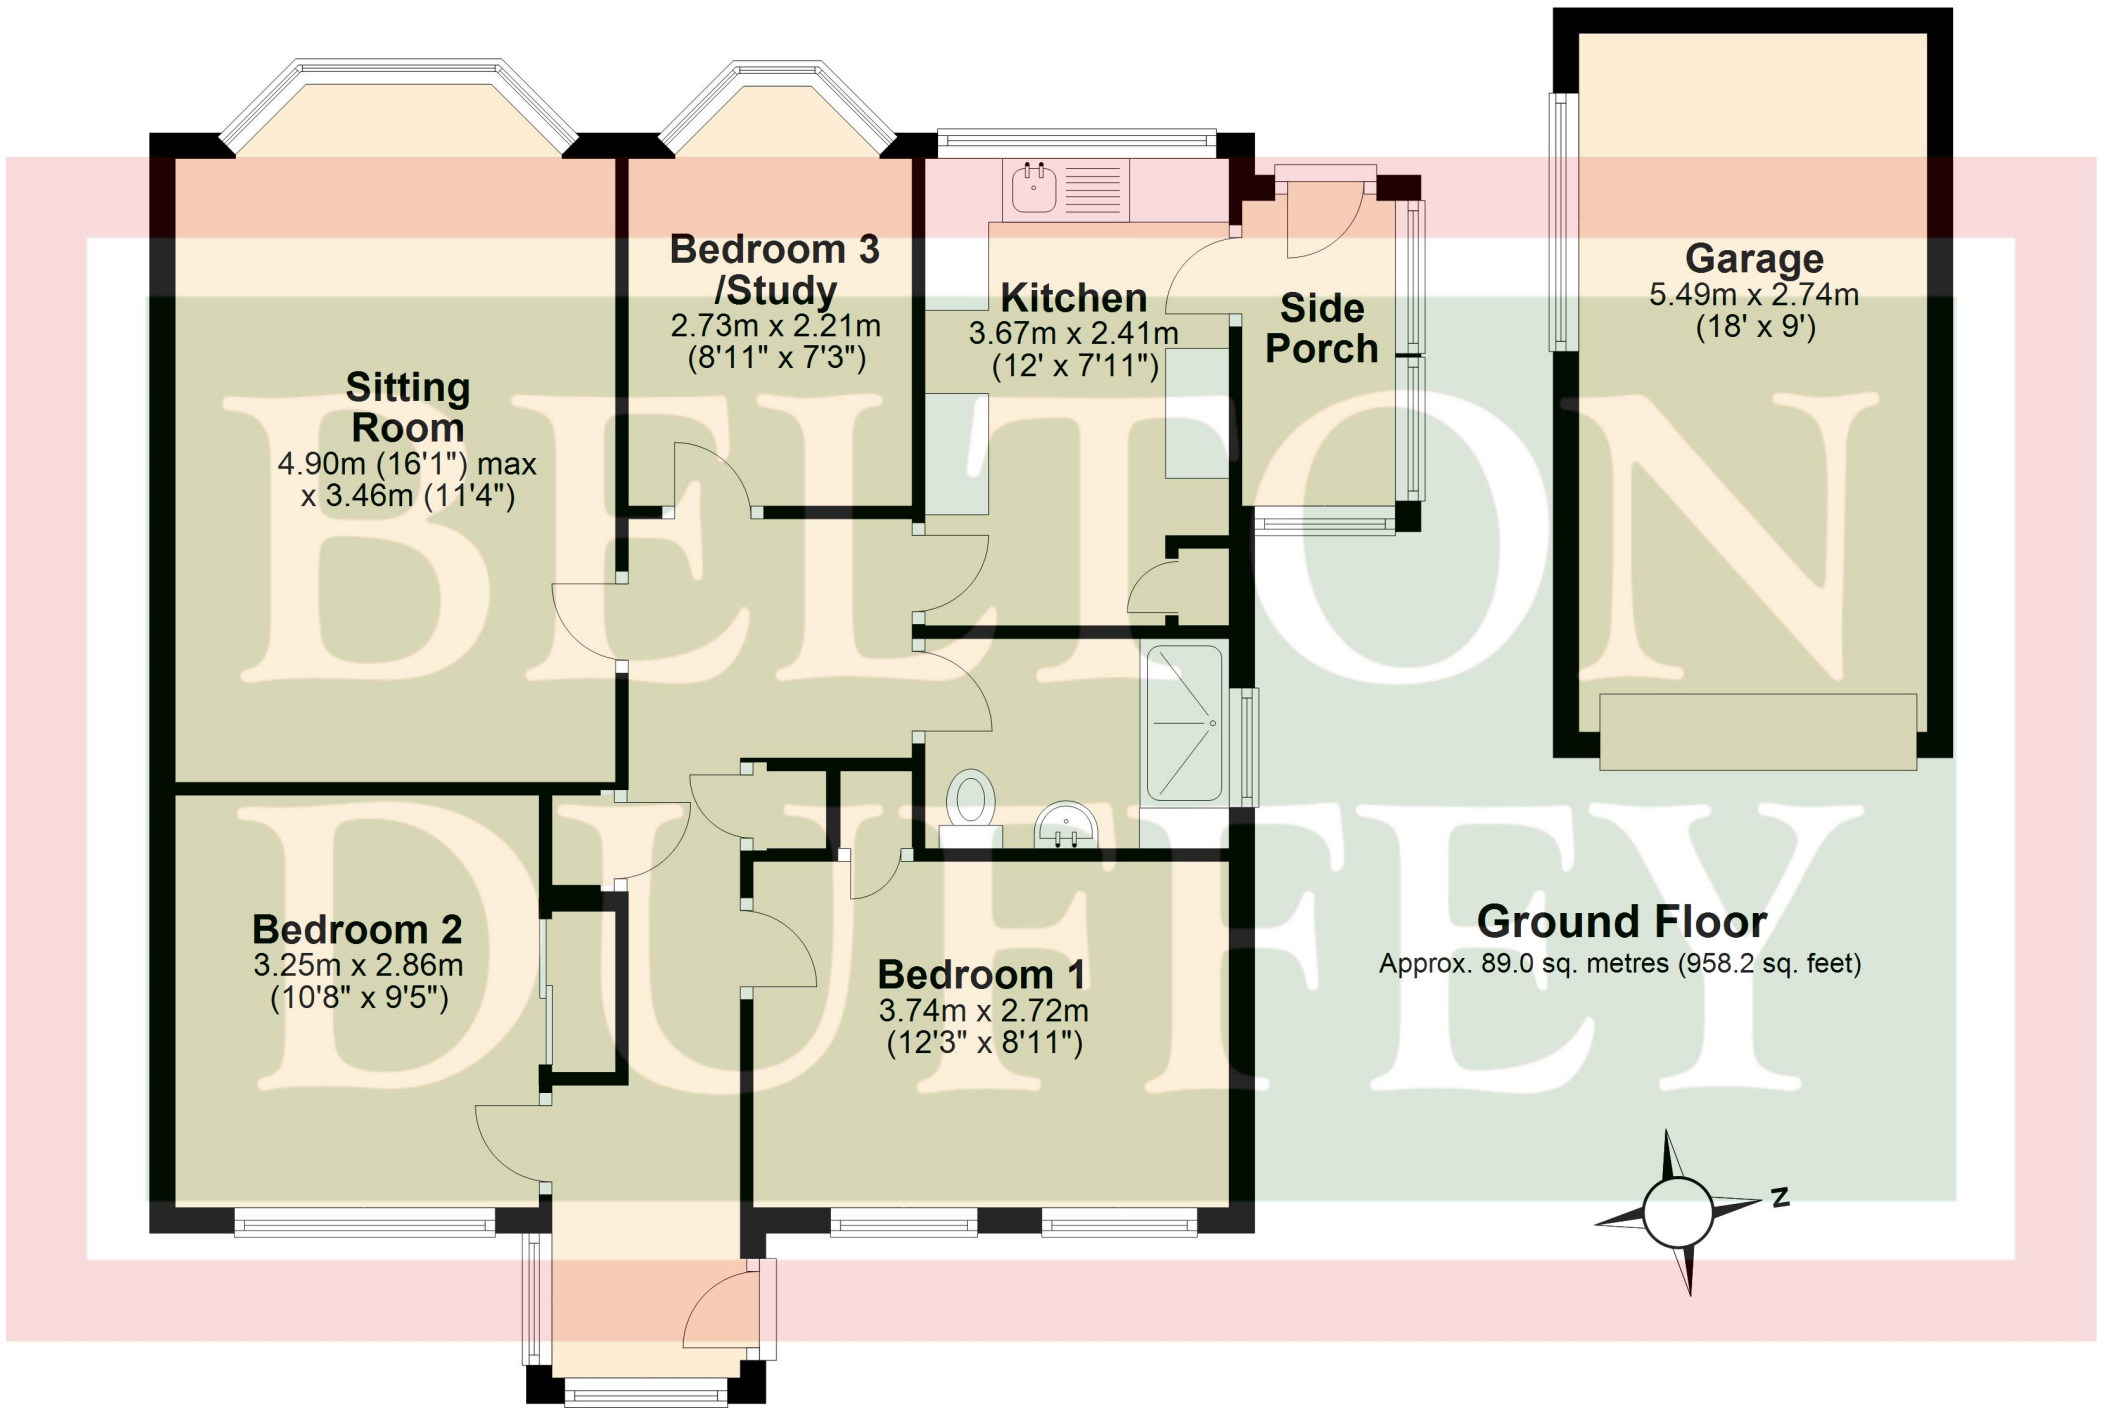 Sitting
Room
4.90m (16'1") max
x 3.46m (11'4")
Bedroom 3
/Study
2.73m x 2.21m
(8'11" x 7'3")
Kitchen
3.67m x 2.41m
(12' x 7'11")
Side
Porch
Garage
5.49m x 2.74m
(18' x 9')
BELTON
DUFFEY
Bedroom 2
3.25m x 2.86m
(10'8" x 9'5")
Bedroom 1
3.74m x 2.72m
(12'3" x 8'11")
Ground Floor
Approx. 89.0 sq. metres (958.2 sq. feet)
N